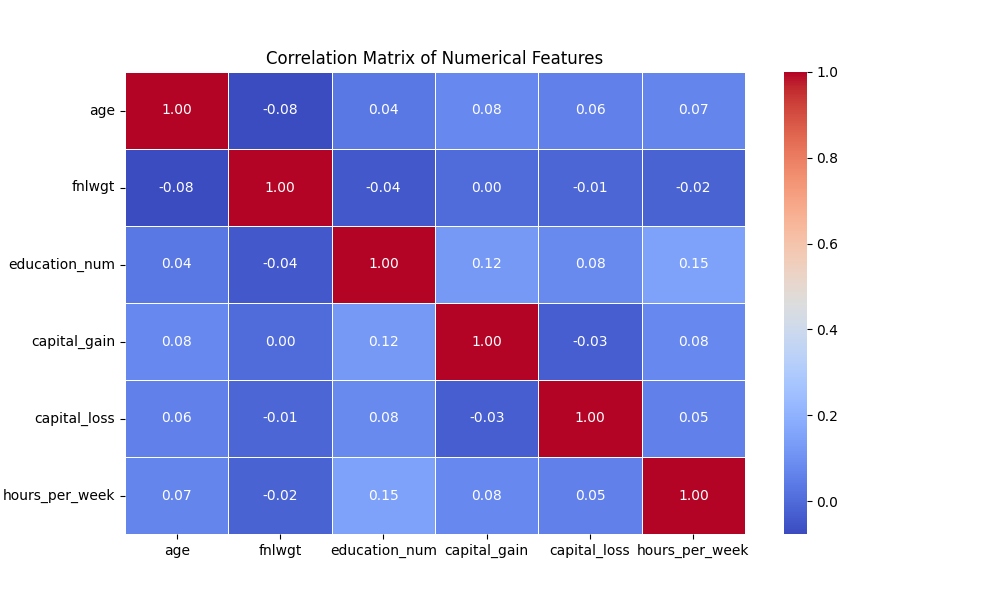 Correlation Matrix of Numerical Features
age 1.00 -0.08 0.04 0.08 0.06 0.07
fnlwgt -0.08 1.00 -0.04 0.00 -0.01 -0.02
education_num 0.04 -0.04 1.00 0.12 0.08 0.15
capital_gain 0.08 0.00 0.12 1.00 -0.03 0.08
capital_loss 0.06 -0.01 0.08 -0.03 1.00 0.05
hours_per_week 0.07 -0.02 0.15 0.08 0.05 1.00
age fnlwgt education_num capital_gain capital_loss hours_per_week
1.0
0.8
0.6
0.4
0.2
0.0